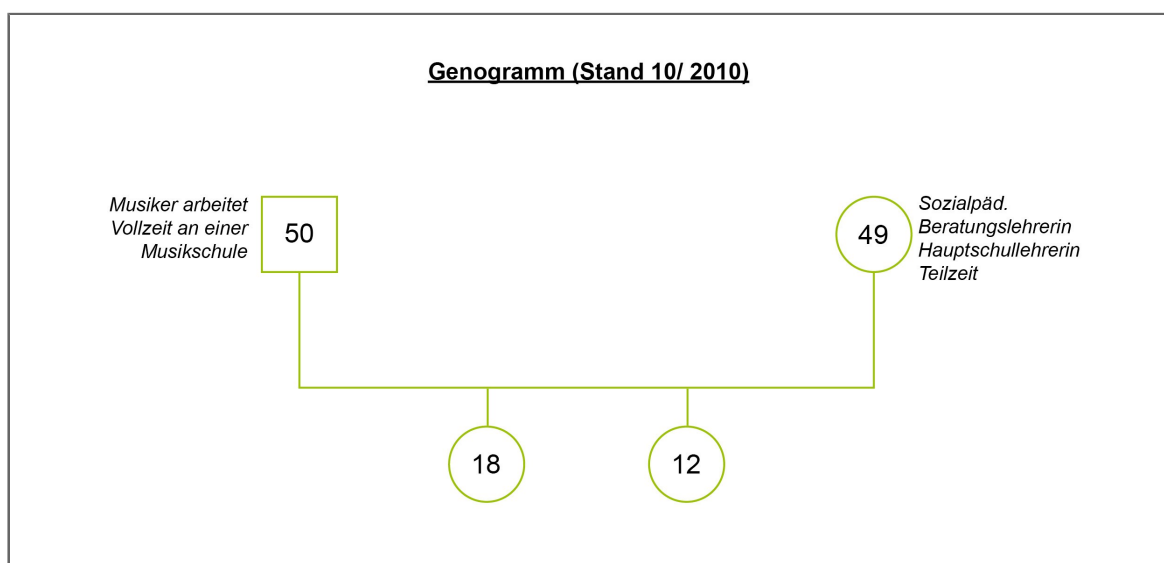 Genogramm (Stand 10/ 2010)
Musiker arbeitet
Vollzeit an einer
Musikschule
50
49
Sozialpäd.
Beratungslehrerin
Hauptschullehrerin
Teilzeit
18
12